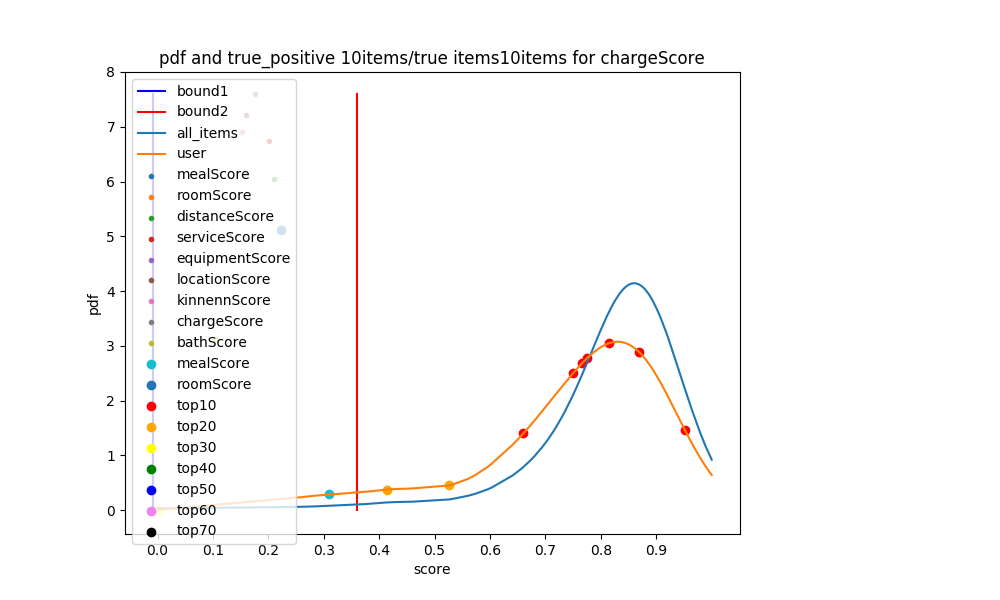 pdf and true_positive 10items/true items10items for chargeScore
8
7
6
5
4
3
2
1
0
pdf
bound1
bound2
all_items
user
mealScore
roomScore
distanceScore
serviceScore
equipmentScore
locationScore
kinnennScore
chargeScore
bathScore
mealScore
roomScore
top10
top20
top30
top40
top50
top60
top70
0.0 0.1 0.2 0.3 0.4 0.5 0.6 0.7 0.8 0.9
score